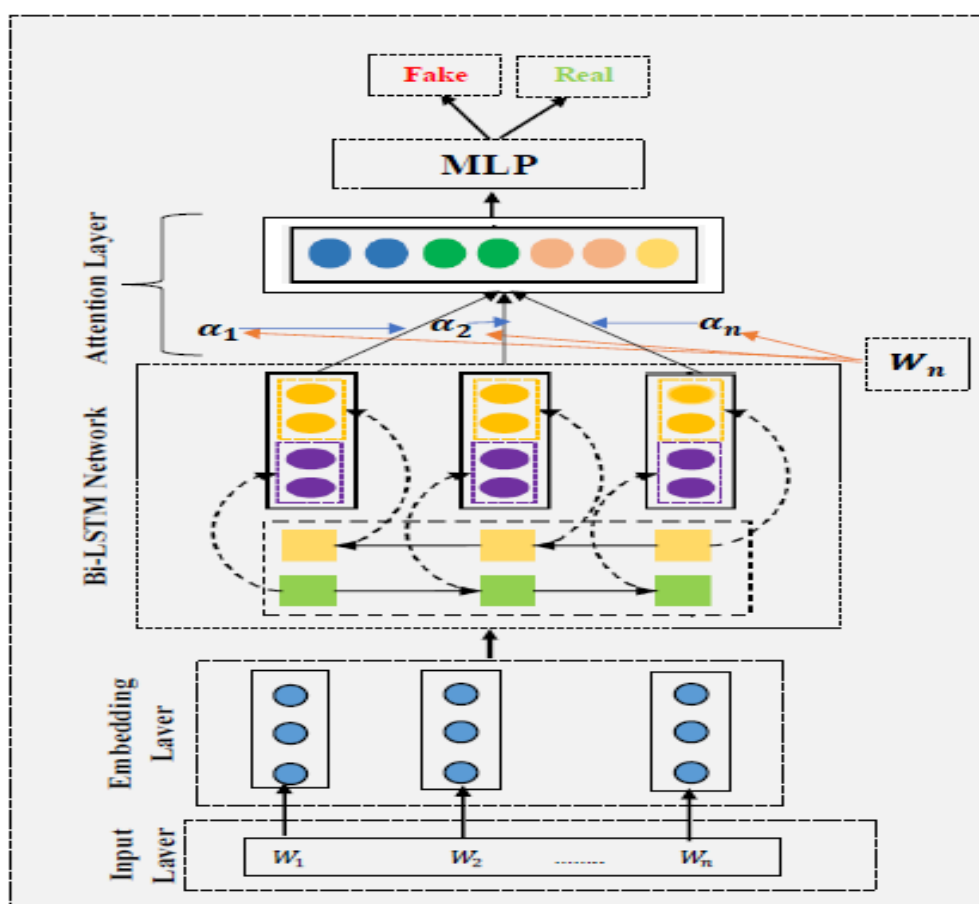 Fake Real
MLP
Attention Layer
α1 α2 αn
Wn
Bi-LSTM Network
Embedding
Layer
Input
Layer
W1 W2 ........ Wn